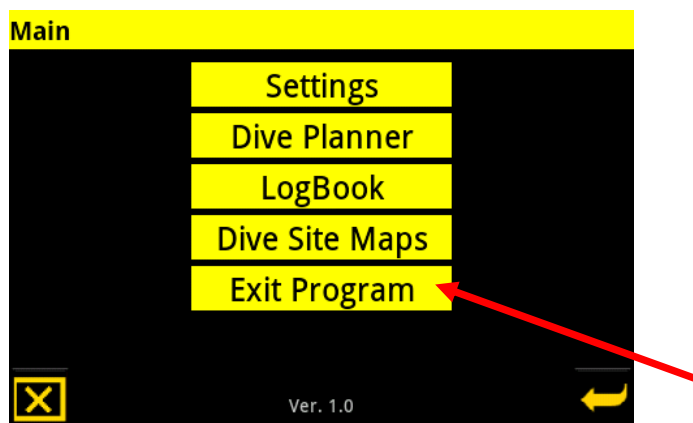 Main
Settings
Dive Planner
LogBook
Dive Site Maps
Exit Program
Ver. 1.0